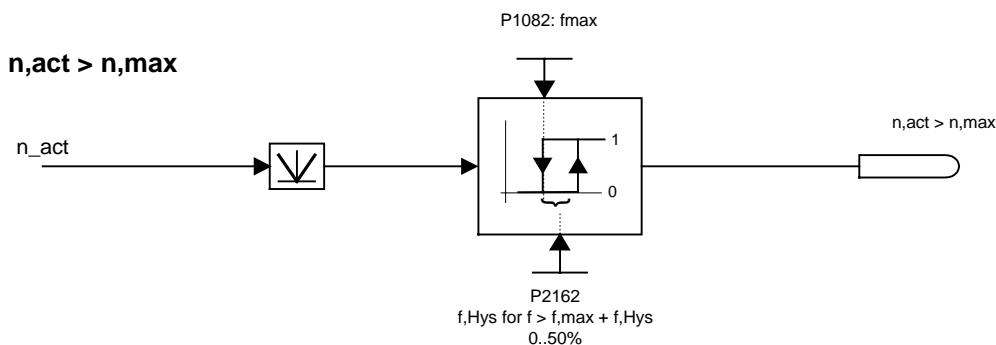 P1082: fmax
n,act > n,max
n,act > n,max
n_act
1
0
P2162
f,Hys for f > f,max + f,Hys
0..50%